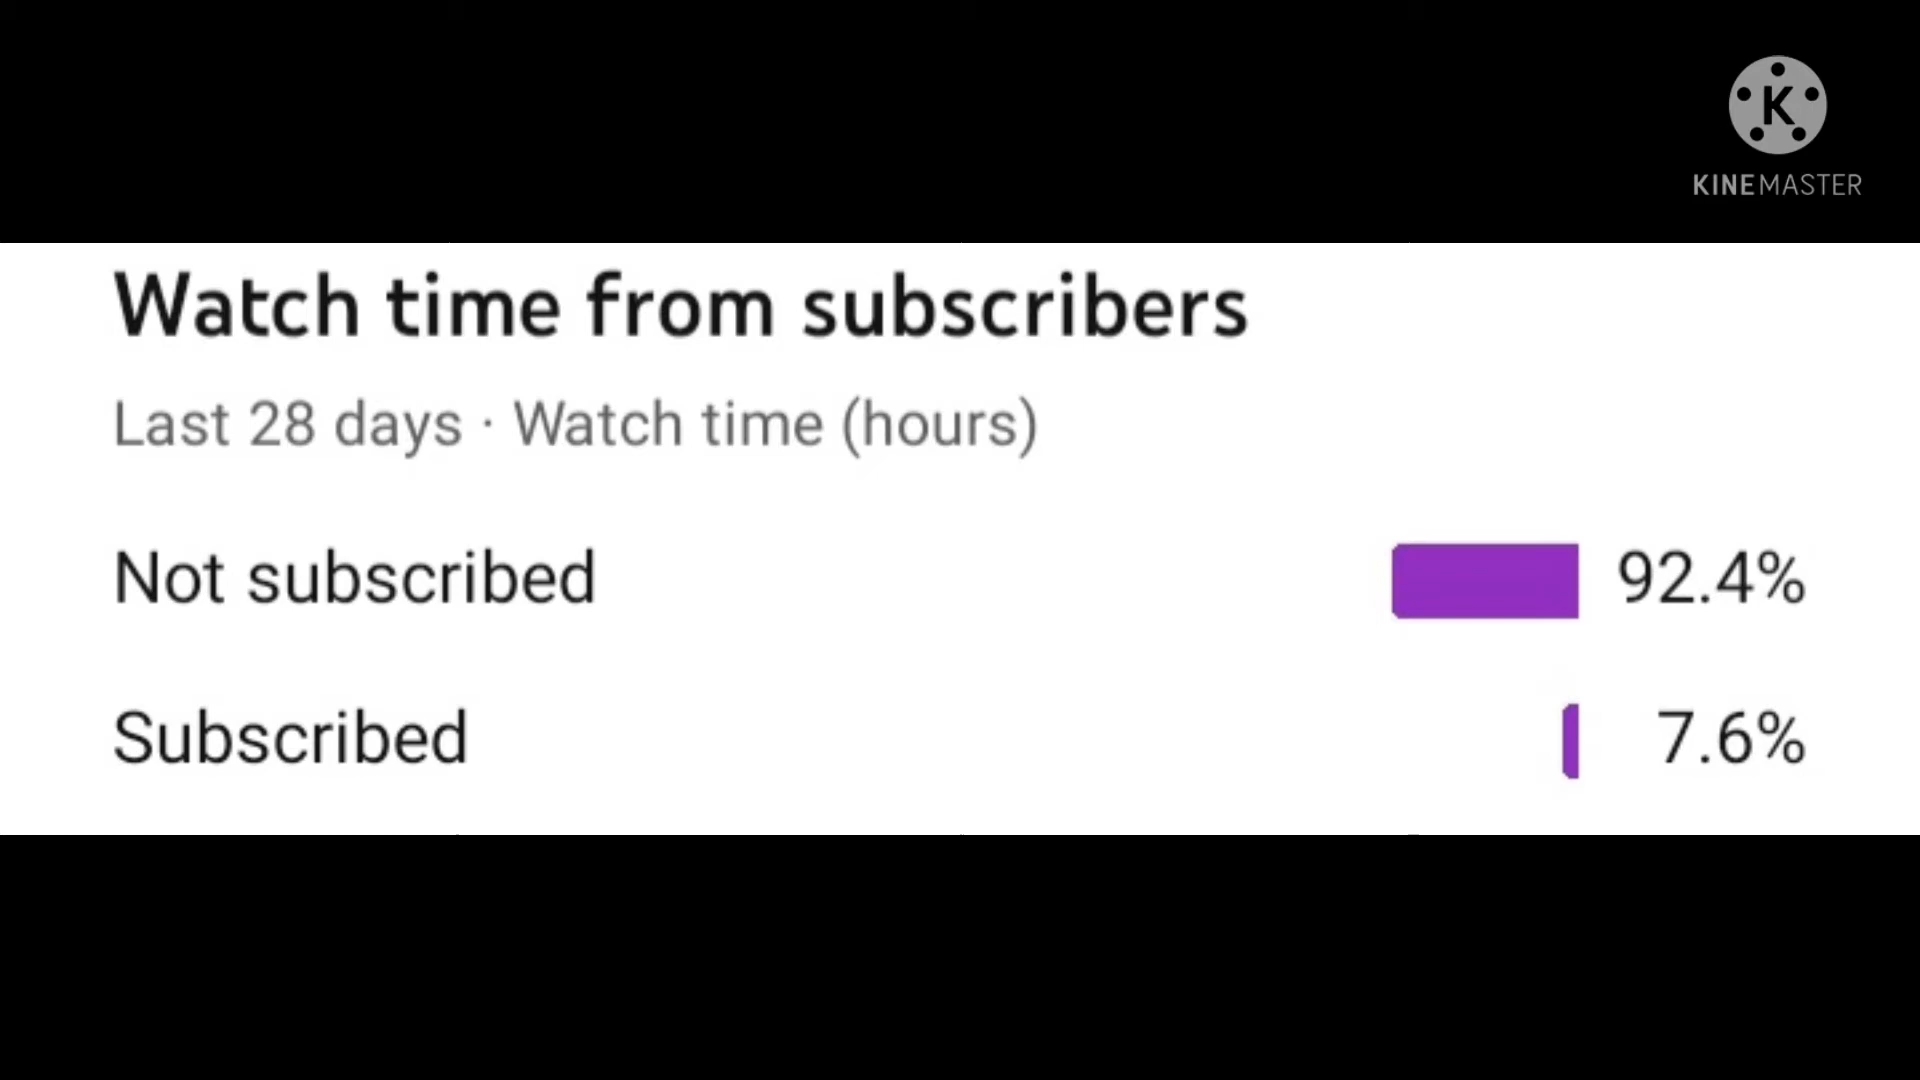 K
KINEMASTER
Watch time from subscribers
Last 28 days · Watch time (hours)
Not subscribed 92.4%
Subscribed 7.6%